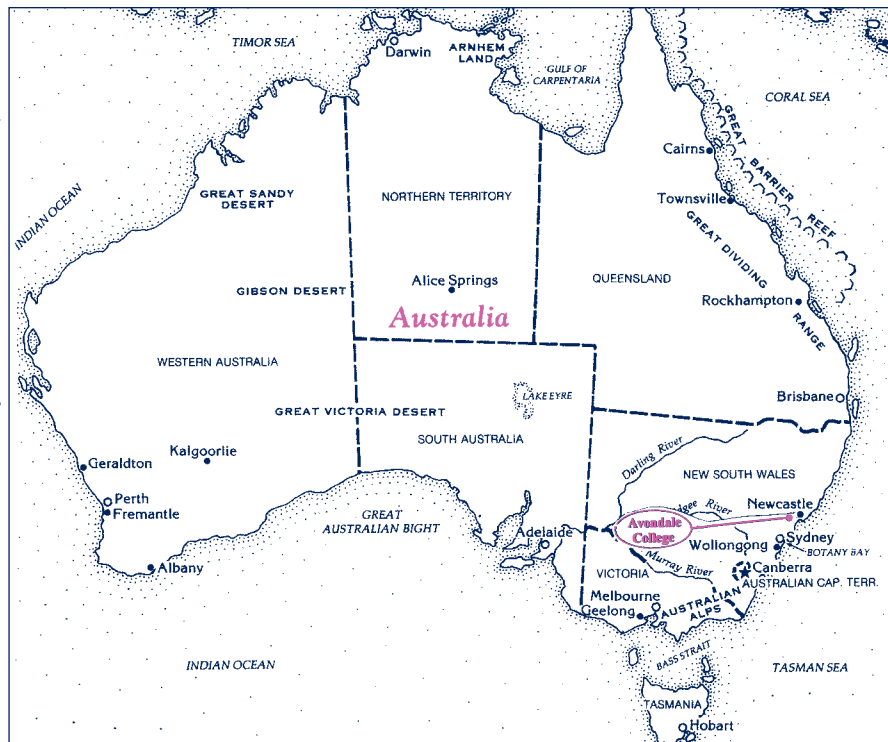 TIMOR SEA
Darwin
ARNHEM
LAND
GULF OF
CARPENTARIA
CORAL SEA
GREAT BARRIER REEF
Cairns
INDIAN OCEAN
GREAT SANDY
DESERT
NORTHERN TERRITORY
Townsville
GREAT DIVIDING
RANGE
Alice Springs
QUEENSLAND
GIBSON DESERT
Rockhampton
Australia
WESTERN AUSTRALIA
LAKE EYRE
Brisbane
GREAT VICTORIA DESERT
SOUTH AUSTRALIA
Darling River
Kalgoorlie
Geraldton
NEW SOUTH WALES
Perth
Fremantle
GREAT
AUSTRALIAN BIGHT
Adelaide
Avondale
College
River
Newcastle
Sydney
Wollongong
BOTANY BAY
Murray River
Albany
VICTORIA
Canberra
AUSTRALIAN CAP. TERR.
Melbourne
Geelong
AUSTRALIAN
ALPS
INDIAN OCEAN
BASS STRAIT
TASMAN SEA
TASMANIA
Hobart